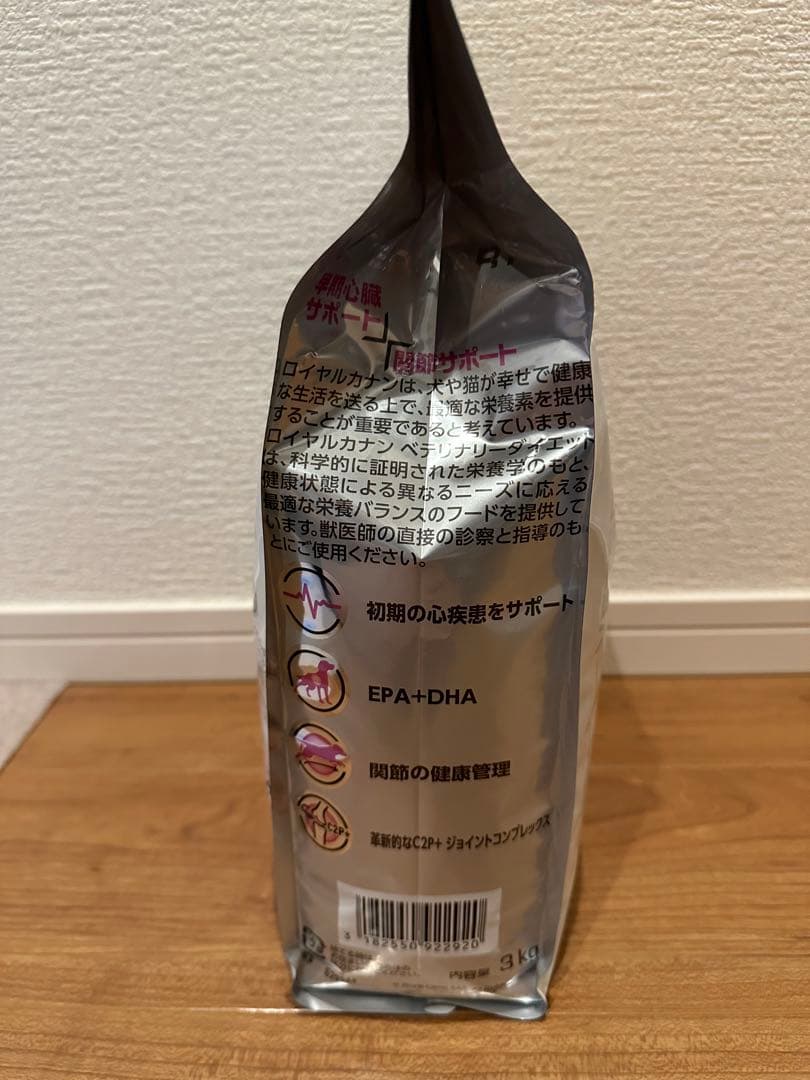 早期心臓
サポート
関節サポート
ロイヤルカナンは、犬や猫が幸せで健康
な生活を送る上で、最適な栄養素を提供
することが重要であると考えています。
ロイヤルカナン ベテリナリーダイエット
は、科学的に証明された栄養学のもと、
健康状態による異なるニーズに応える
最適な栄養バランスのフードを提供して
います。獣医師の直接の診察と指導のも
とにご使用ください。
初期の心疾患をサポート
EPA+DHA
関節の健康管理
革新的なC2P+ ジョイントコンプレックス
C2P+
3 182550 922920
内容量 3kg